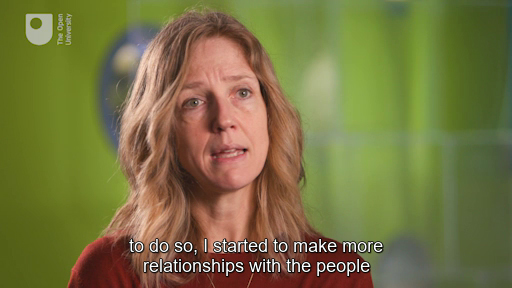 The Open
University
to do so, I started to make more
relationships with the people